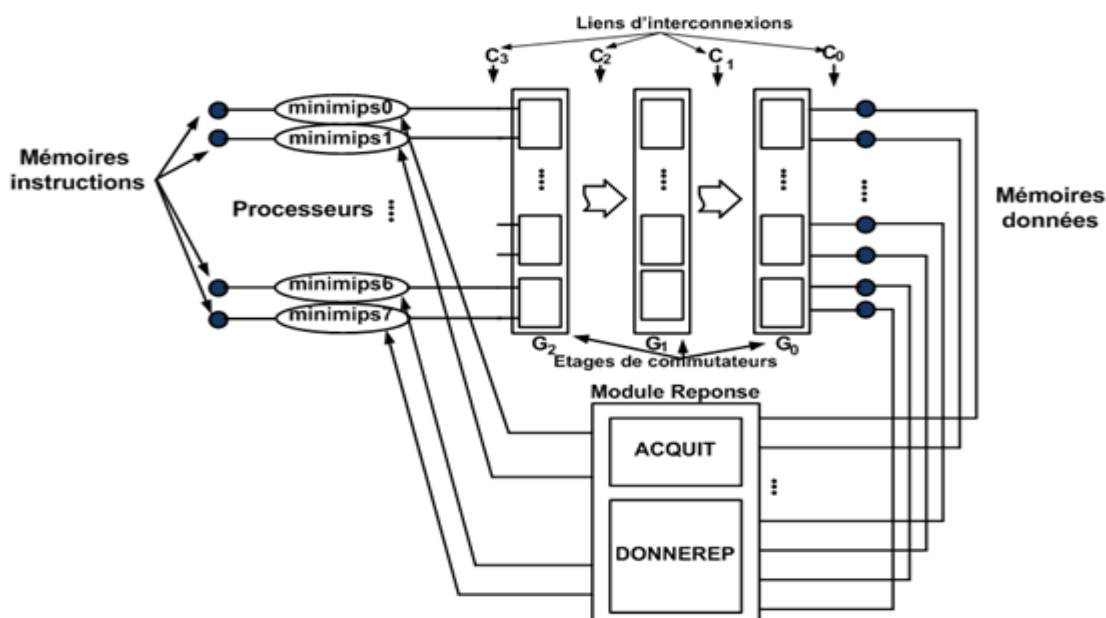 Liens d'interconnexions
C3
C2
C1
C0
minimips0
minimips1
Mémoires
instructions
Processeurs
Mémoires
données
minimips6
minimips7
G2
G1
G0
Etages de commutateurs
Module Reponse
ACQUIT
DONNEREP